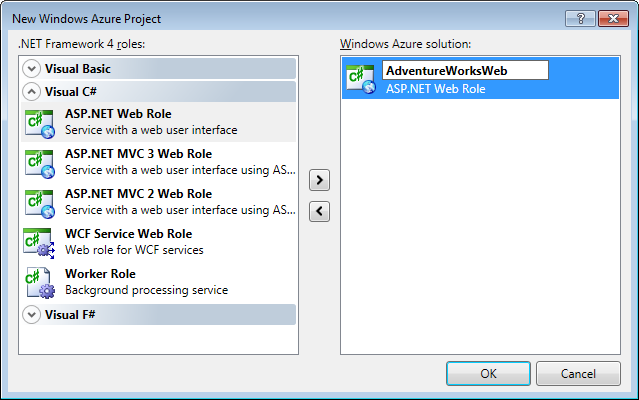 New Windows Azure Project
.NET Framework 4 roles:
Visual Basic
Visual C#
ASP.NET Web Role
Service with a web user interface
ASP.NET MVC 3 Web Role
Service with a web user interface using AS...
ASP.NET MVC 2 Web Role
Service with a web user interface using AS...
WCF Service Web Role
Web role for WCF services
Worker Role
Background processing service
Visual F#
>
<
Windows Azure solution:
AdventureWorksWeb
ASP.NET Web Role
OK
Cancel